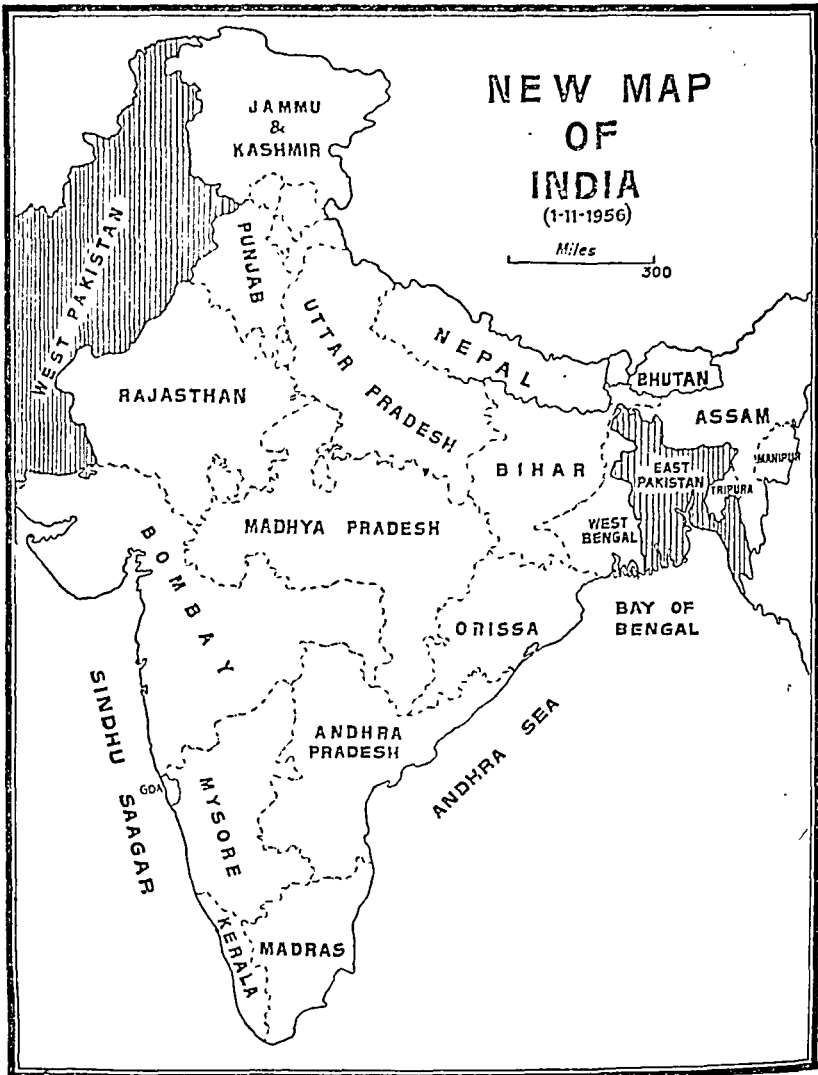 NEW MAP
OF
INDIA
(1-11-1956)
Miles
300
JAMMU
&
KASHMIR
WEST PAKISTAN
PUNJAB
UTTAR PRADESH
NEPAL
BHUTAN
RAJASTHAN
ASSAM
BIHAR
EAST
PAKISTAN
MANIPUR
TRIPURA
MADHYA PRADESH
WEST
BENGAL
BOMBAY
ORISSA
BAY OF
BENGAL
SINDHU SAAGAR
ANDHRA
PRADESH
ANDHRA SEA
GOA
MYSORE
KERALA
MADRAS